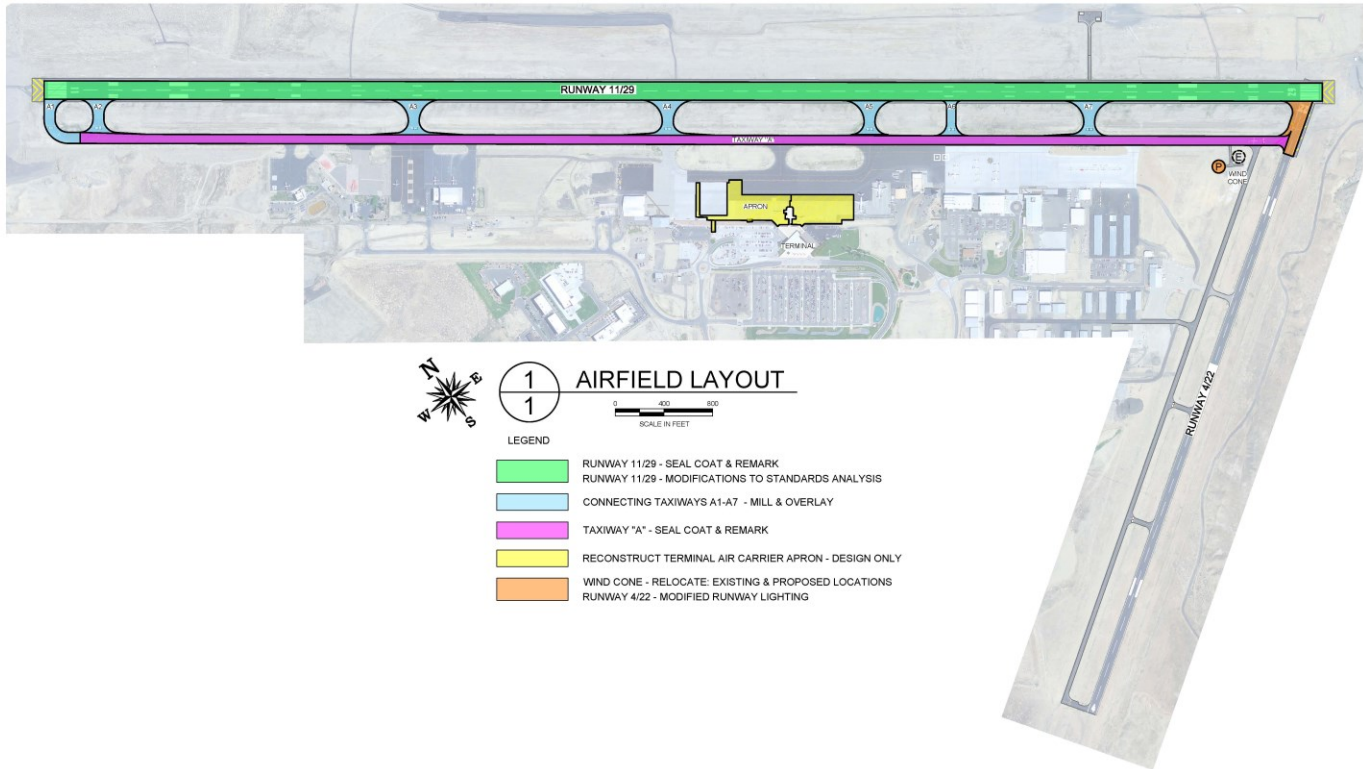 RUNWAY 11/29
A1
A2
A3
A4
A5
A6
A7
11
29
TAXIWAY "A"
P
E
WIND
CONE
APRON
TERMINAL
RUNWAY 4/22
N
E
S
W
1
1
AIRFIELD LAYOUT
0 400 800
SCALE IN FEET
LEGEND
RUNWAY 11/29 - SEAL COAT & REMARK
RUNWAY 11/29 - MODIFICATIONS TO STANDARDS ANALYSIS
CONNECTING TAXIWAYS A1-A7 - MILL & OVERLAY
TAXIWAY "A" - SEAL COAT & REMARK
RECONSTRUCT TERMINAL AIR CARRIER APRON - DESIGN ONLY
WIND CONE - RELOCATE: EXISTING & PROPOSED LOCATIONS
RUNWAY 4/22 - MODIFIED RUNWAY LIGHTING